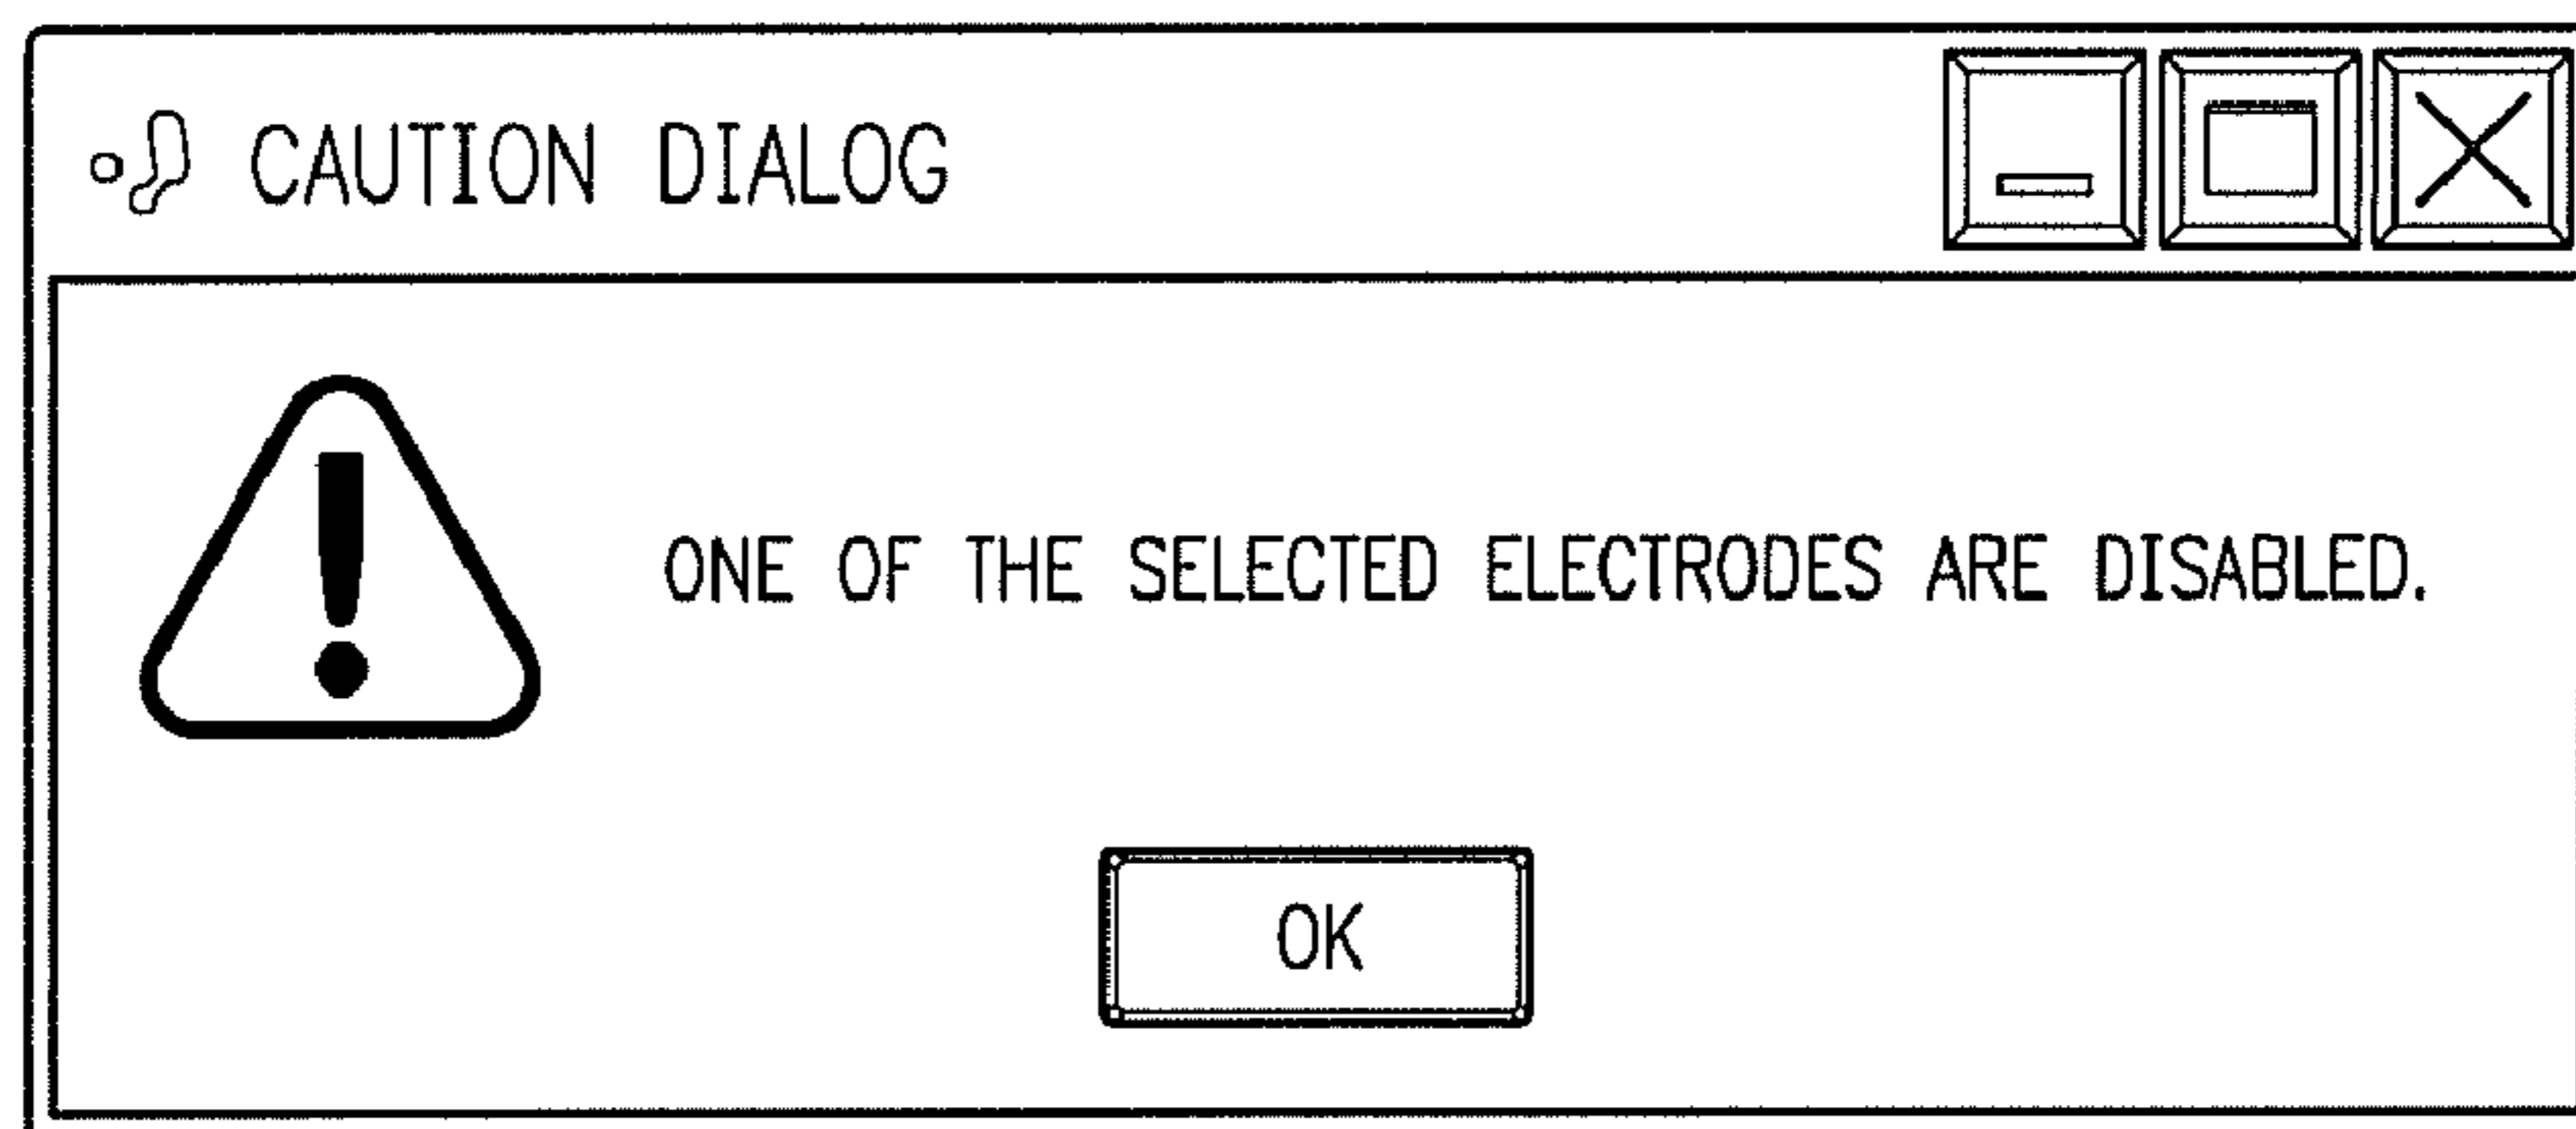 CAUTION DIALOG
ONE OF THE SELECTED ELECTRODES ARE DISABLED.
OK